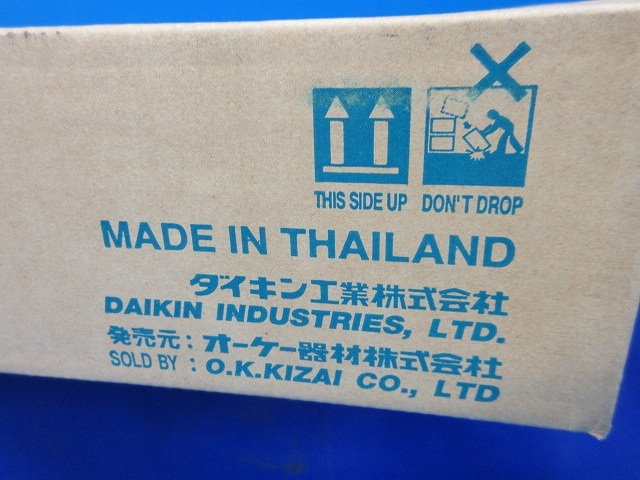 THIS SIDE UP DON'T DROP
MADE IN THAILAND
ダイキン工業株式会社
DAIKIN INDUSTRIES, LTD.
発売元：オーケー器材株式会社
SOLD BY : O.K.KIZAI CO., LTD